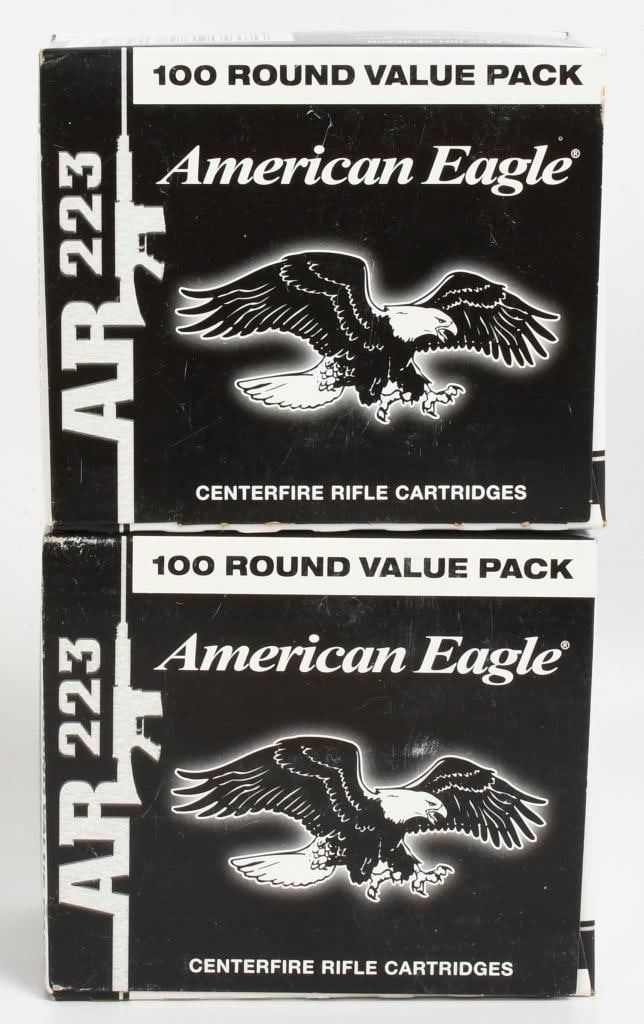 100 ROUND VALUE PACK
American Eagle®
AR 223
CENTERFIRE RIFLE CARTRIDGES
100 ROUND VALUE PACK
American Eagle®
AR 223
CENTERFIRE RIFLE CARTRIDGES